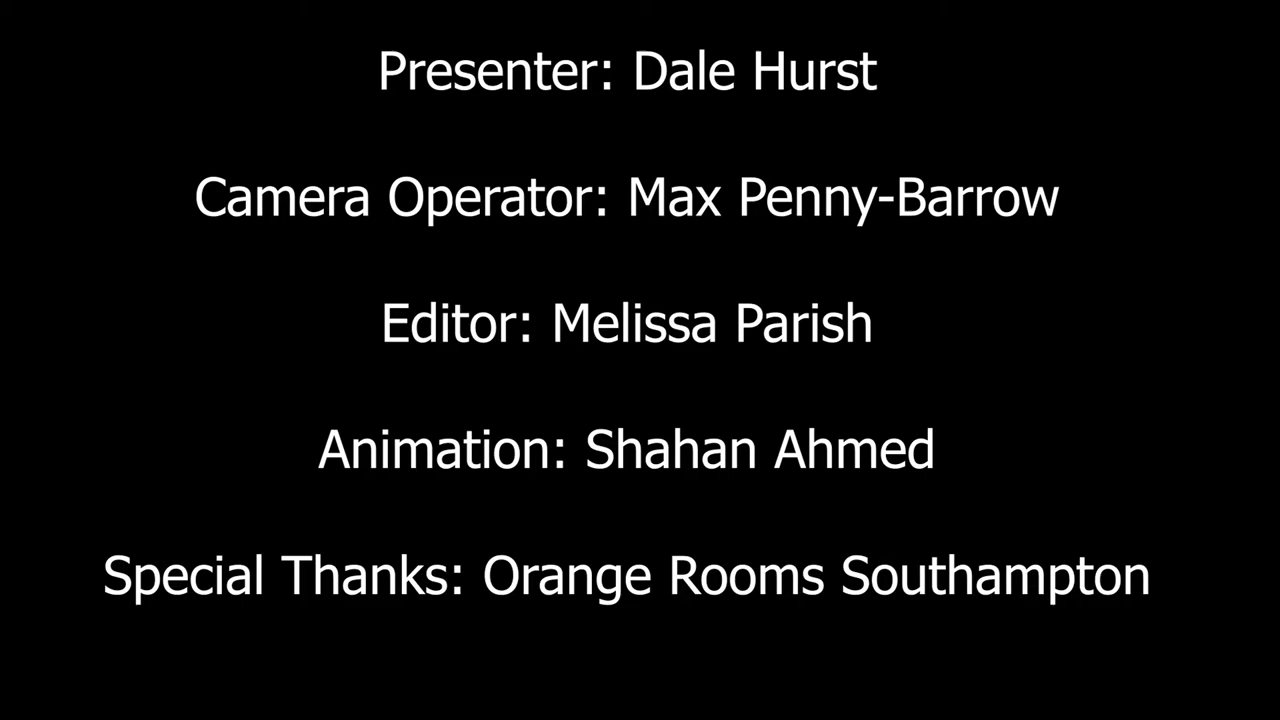 Presenter: Dale Hurst
Camera Operator: Max Penny-Barrow
Editor: Melissa Parish
Animation: Shahan Ahmed
Special Thanks: Orange Rooms Southampton